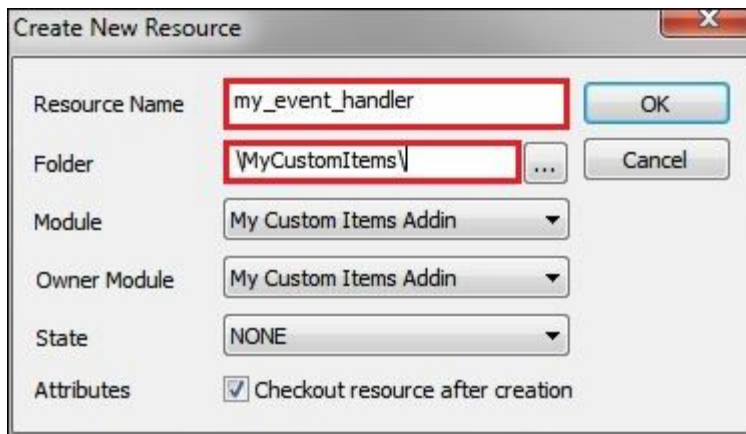 Create New Resource
Resource Name my_event_handler OK
Folder \MyCustomItems\ ... Cancel
Module My Custom Items Addin
Owner Module My Custom Items Addin
State NONE
Attributes Checkout resource after creation